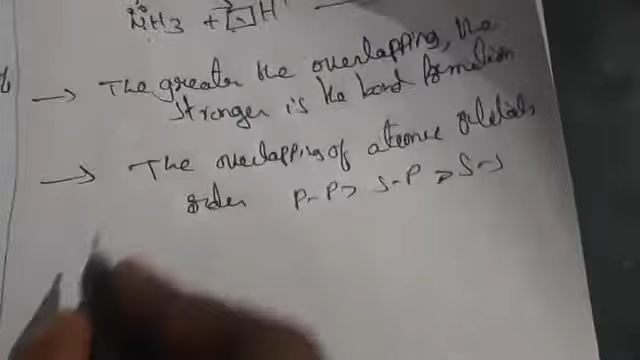 NH3 + H+
→ The greater the overlapping, the
stronger is the bond formation
→ The overlapping of atomic orbitals
order P-P > S-P > S-S